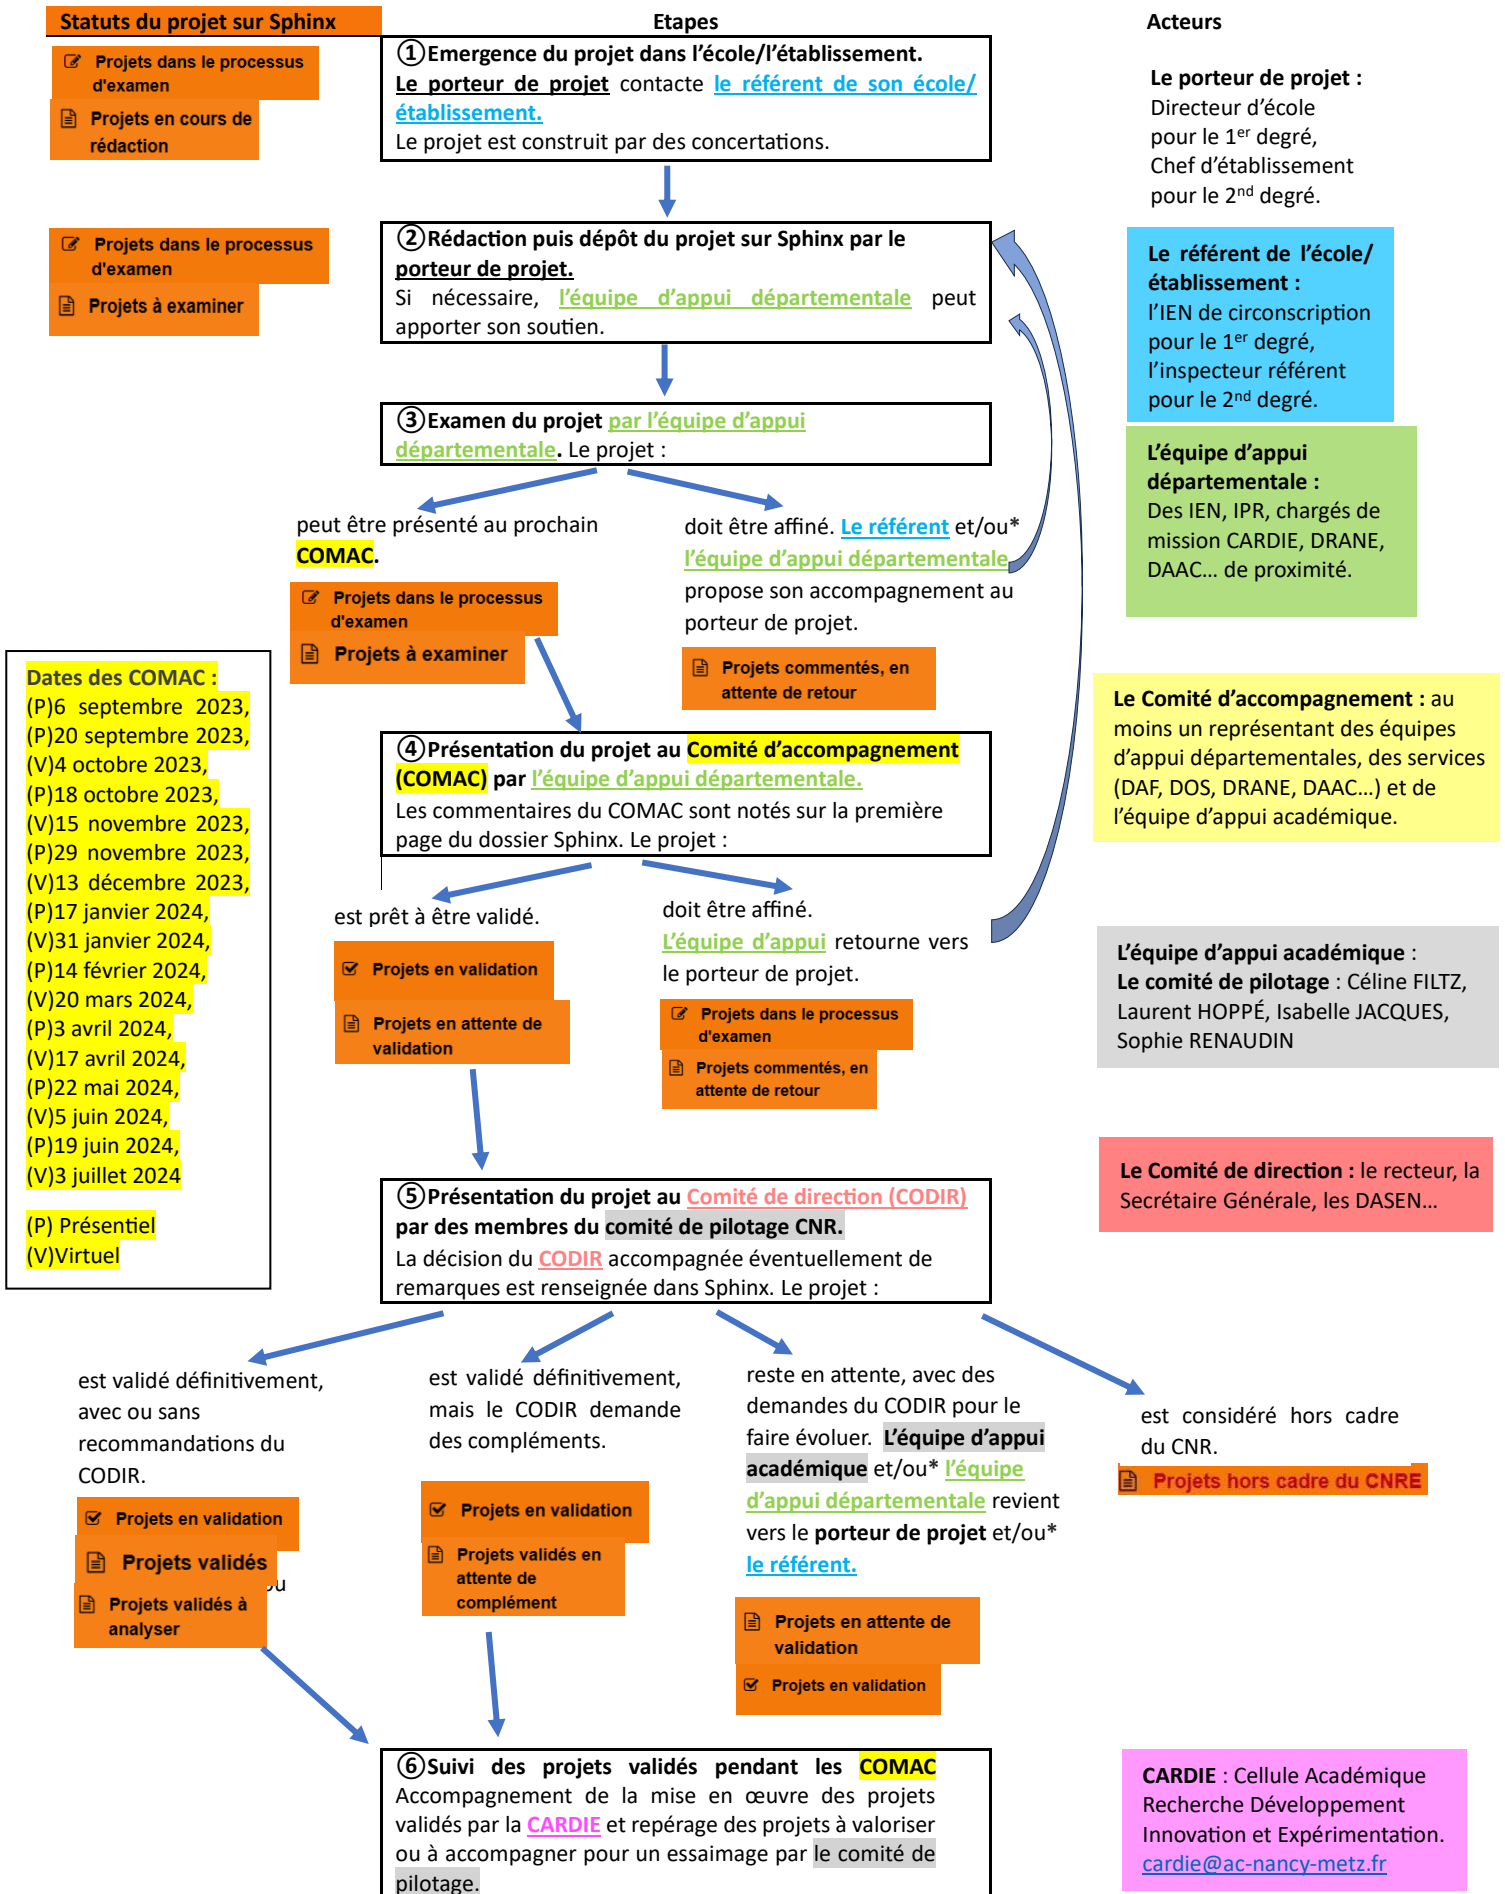 Statuts du projet sur Sphinx
Etapes
Acteurs
Projets dans le processus
d'examen
Projets en cours de
rédaction
①Emergence du projet dans l'école/l'établissement.
Le porteur de projet contacte le référent de son école/
établissement.
Le projet est construit par des concertations.
Le porteur de projet :
Directeur d'école
pour le 1er degré,
Chef d'établissement
pour le 2nd degré.
Projets dans le processus
d'examen
Projets à examiner
②Rédaction puis dépôt du projet sur Sphinx par le
porteur de projet.
Si nécessaire, l'équipe d'appui départementale peut
apporter son soutien.
Le référent de l'école/
établissement :
l'IEN de circonscription
pour le 1er degré,
l'inspecteur référent
pour le 2nd degré.
③Examen du projet par l'équipe d'appui
départementale. Le projet :
L'équipe d'appui
départementale :
Des IEN, IPR, chargés de
mission CARDIE, DRANE,
DAAC... de proximité.
peut être présenté au prochain
COMAC.
Projets dans le processus
d'examen
Projets à examiner
doit être affiné. Le référent et/ou*
l'équipe d'appui départementale
propose son accompagnement au
porteur de projet.
Projets commentés, en
attente de retour
Dates des COMAC :
(P)6 septembre 2023,
(P)20 septembre 2023,
(V)4 octobre 2023,
(P)18 octobre 2023,
(V)15 novembre 2023,
(P)29 novembre 2023,
(V)13 décembre 2023,
(P)17 janvier 2024,
(V)31 janvier 2024,
(P)14 février 2024,
(V)20 mars 2024,
(P)3 avril 2024,
(V)17 avril 2024,
(P)22 mai 2024,
(V)5 juin 2024,
(P)19 juin 2024,
(V)3 juillet 2024
(P) Présentiel
(V)Virtuel
④Présentation du projet au Comité d'accompagnement
(COMAC) par l'équipe d'appui départementale.
Les commentaires du COMAC sont notés sur la première
page du dossier Sphinx. Le projet :
Le Comité d'accompagnement : au
moins un représentant des équipes
d'appui départementales, des services
(DAF, DOS, DRANE, DAAC...) et de
l'équipe d'appui académique.
est prêt à être validé.
Projets en validation
Projets en attente de
validation
doit être affiné.
L'équipe d'appui retourne vers
le porteur de projet.
Projets dans le processus
d'examen
Projets commentés, en
attente de retour
L'équipe d'appui académique :
Le comité de pilotage : Céline FILTZ,
Laurent HOPPÉ, Isabelle JACQUES,
Sophie RENAUDIN
⑤Présentation du projet au Comité de direction (CODIR)
par des membres du comité de pilotage CNR.
La décision du CODIR accompagnée éventuellement de
remarques est renseignée dans Sphinx. Le projet :
Le Comité de direction : le recteur, la
Secrétaire Générale, les DASEN...
est validé définitivement,
avec ou sans
recommandations du
CODIR.
Projets en validation
Projets validés
ou
Projets validés à
analyser
est validé définitivement,
mais le CODIR demande
des compléments.
Projets en validation
Projets validés en
attente de
complément
reste en attente, avec des
demandes du CODIR pour le
faire évoluer. L'équipe d'appui
académique et/ou* l'équipe
d'appui départementale revient
vers le porteur de projet et/ou*
le référent.
Projets en attente de
validation
Projets en validation
est considéré hors cadre
du CNR.
Projets hors cadre du CNRE
⑥Suivi des projets validés pendant les COMAC
Accompagnement de la mise en œuvre des projets
validés par la CARDIE et repérage des projets à valoriser
ou à accompagner pour un essaimage par le comité de
pilotage.
CARDIE : Cellule Académique
Recherche Développement
Innovation et Expérimentation.
cardie@ac-nancy-metz.fr